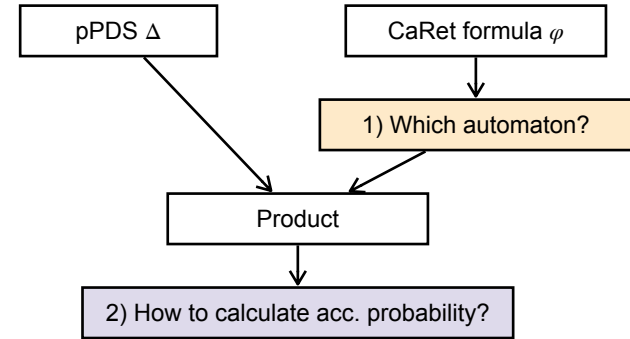 pPDS Δ
CaRet formula φ
1) Which automaton?
Product
2) How to calculate acc. probability?